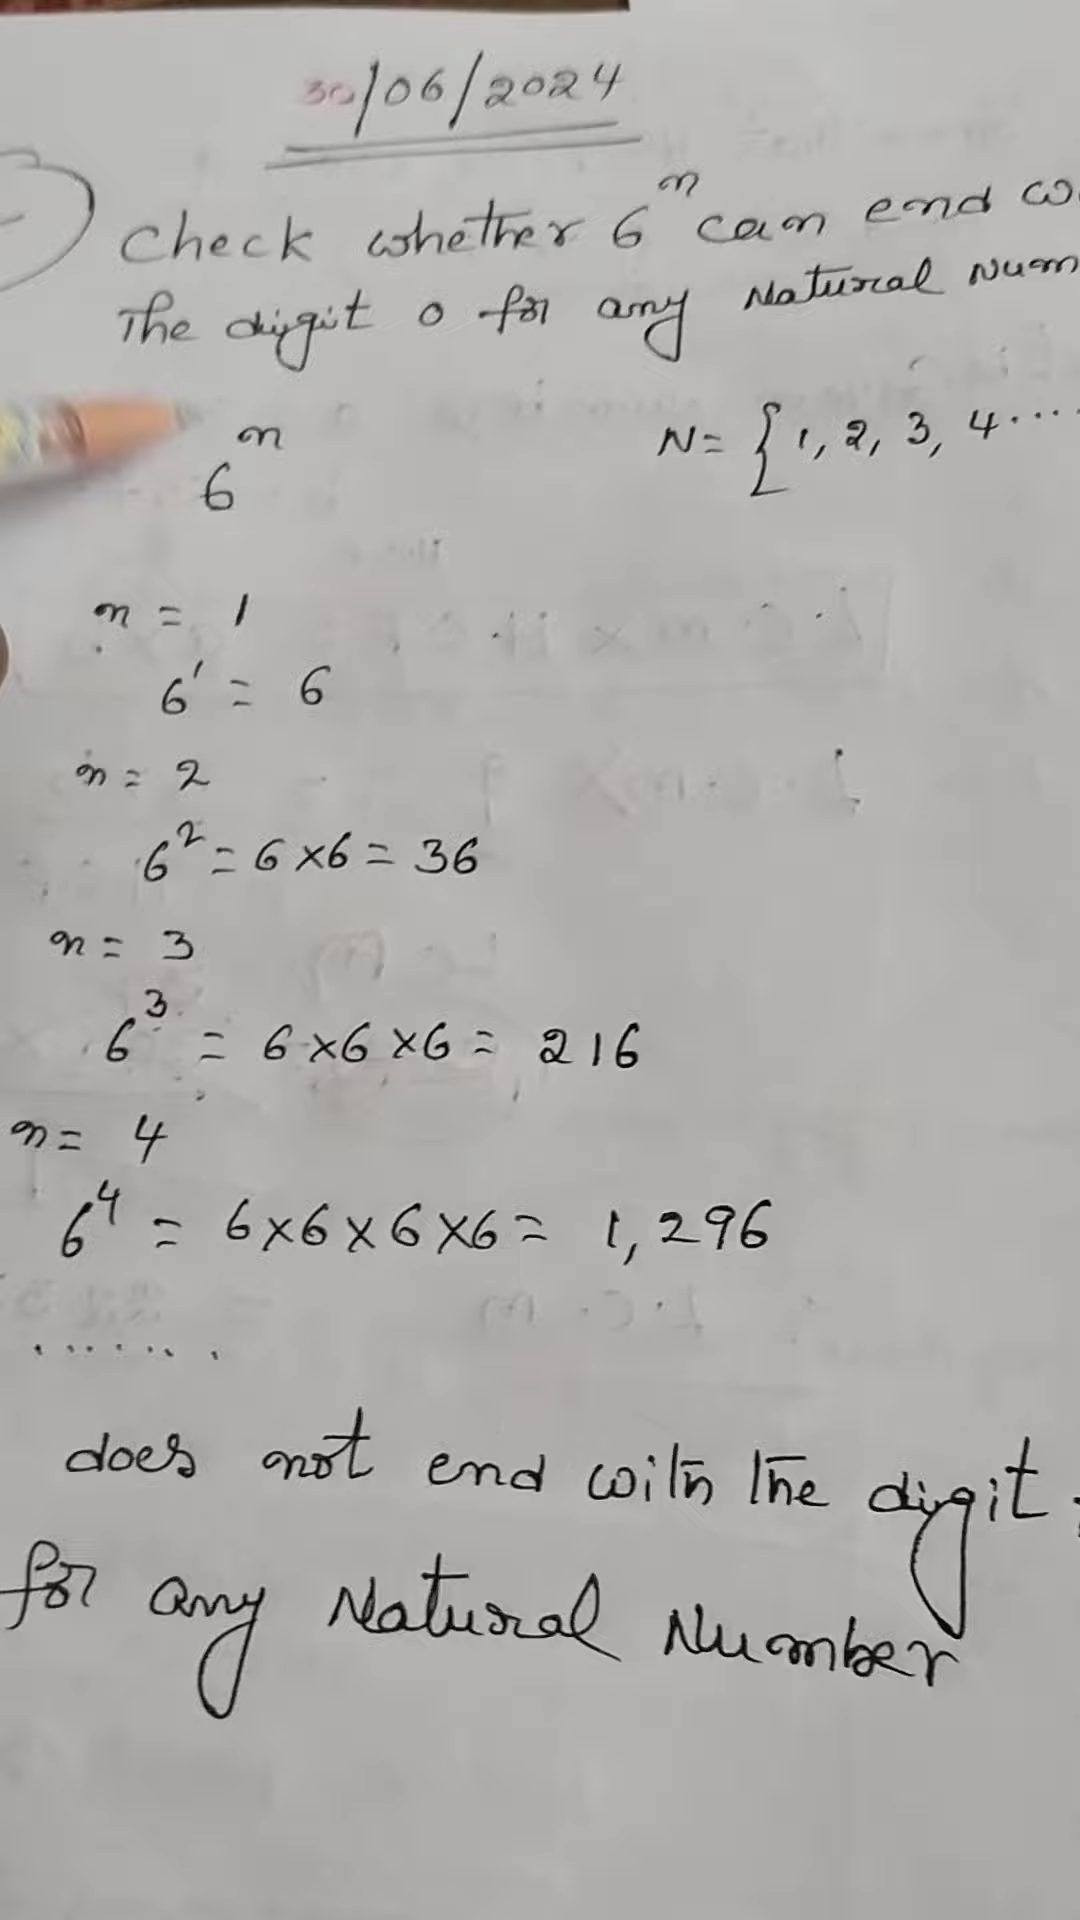 30/06/2024
Check whether 6^n can end
The digit 0 for any Natural
6^n N = { 1, 2, 3, 4 ....
n = 1
6^1 = 6
n = 2
6^2 = 6 × 6 = 36
n = 3
6^3 = 6 × 6 × 6 = 216
n = 4
6^4 = 6 × 6 × 6 × 6 = 1,296
.......
does not end with the digit
for any Natural Number